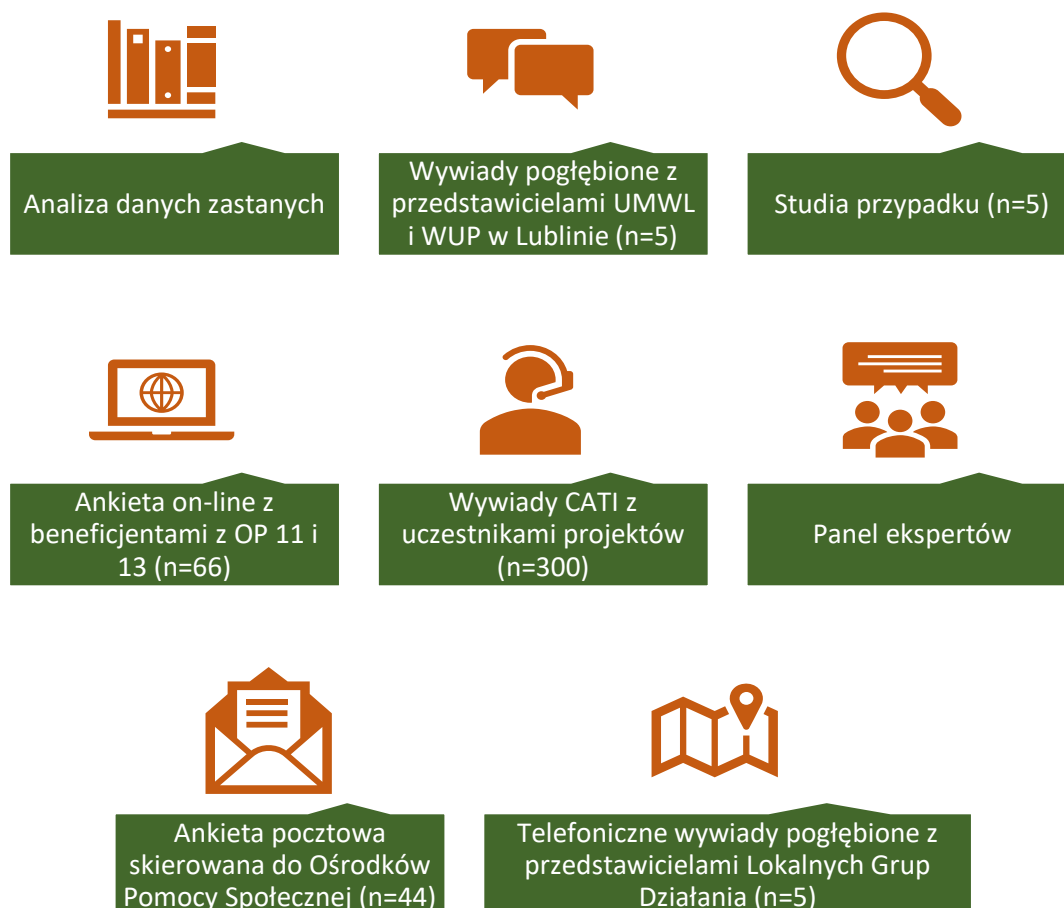 Analiza danych zastanych
Wywiady pogłębione z
przedstawicielami UMWL
i WUP w Lublinie (n=5)
Studia przypadku (n=5)
Ankieta on-line z
beneficjentami z OP 11 i
13 (n=66)
Wywiady CATI z
uczestnikami projektów
(n=300)
Panel ekspertów
Ankieta pocztowa
skierowana do Ośrodków
Pomocy Społecznej (n=44)
Telefoniczne wywiady pogłębione z
przedstawicielami Lokalnych Grup
Działania (n=5)